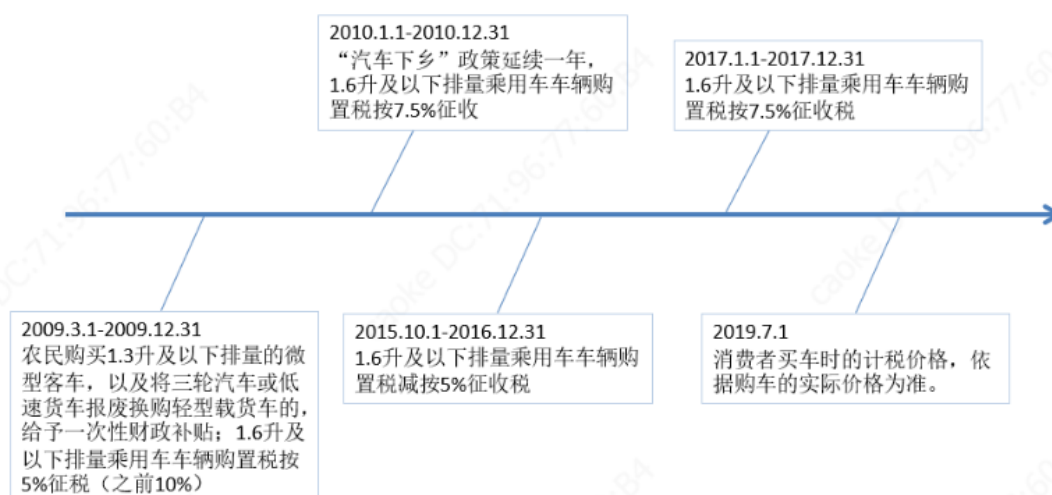 2010.1.1-2010.12.31
“汽车下乡”政策延续一年，
1.6升及以下排量乘用车车辆购
置税按7.5%征收
2017.1.1-2017.12.31
1.6升及以下排量乘用车车辆购
置税按7.5%征收税
2009.3.1-2009.12.31
农民购买1.3升及以下排量的微
型客车，以及将三轮汽车或低
速货车报废换购轻型载货车的，
给予一次性财政补贴；1.6升及
以下排量乘用车车辆购置税按
5%征税（之前10%）
2015.10.1-2016.12.31
1.6升及以下排量乘用车车辆购
置税减按5%征收税
2019.7.1
消费者买车时的计税价格，依
据购车的实际价格为准。
caoke DC:71:96:77:60:B4